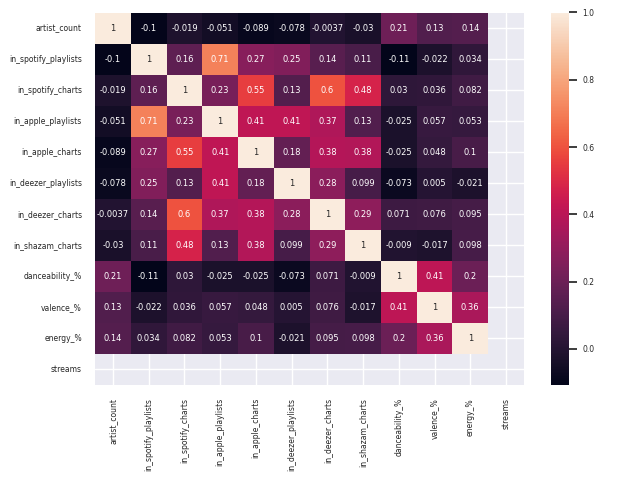 artist_count 1 -0.1 -0.019 -0.051 -0.089 -0.078 -0.0037 -0.03 0.21 0.13 0.14
in_spotify_playlists -0.1 1 0.16 0.71 0.27 0.25 0.14 0.11 -0.11 -0.022 0.034
in_spotify_charts -0.019 0.16 1 0.23 0.55 0.13 0.6 0.48 0.03 0.036 0.082
in_apple_playlists -0.051 0.71 0.23 1 0.41 0.41 0.37 0.13 -0.025 0.057 0.053
in_apple_charts -0.089 0.27 0.55 0.41 1 0.18 0.38 0.38 -0.025 0.048 0.1
in_deezer_playlists -0.078 0.25 0.13 0.41 0.18 1 0.28 0.099 -0.073 0.005 -0.021
in_deezer_charts -0.0037 0.14 0.6 0.37 0.38 0.28 1 0.29 0.071 0.076 0.095
in_shazam_charts -0.03 0.11 0.48 0.13 0.38 0.099 0.29 1 -0.009 -0.017 0.098
danceability_% 0.21 -0.11 0.03 -0.025 -0.025 -0.073 0.071 -0.009 1 0.41 0.2
valence_% 0.13 -0.022 0.036 0.057 0.048 0.005 0.076 -0.017 0.41 1 0.36
energy_% 0.14 0.034 0.082 0.053 0.1 -0.021 0.095 0.098 0.2 0.36 1
streams
artist_count
in_spotify_playlists
in_spotify_charts
in_apple_playlists
in_apple_charts
in_deezer_playlists
in_deezer_charts
in_shazam_charts
danceability_%
valence_%
energy_%
streams
1.0
0.8
0.6
0.4
0.2
0.0